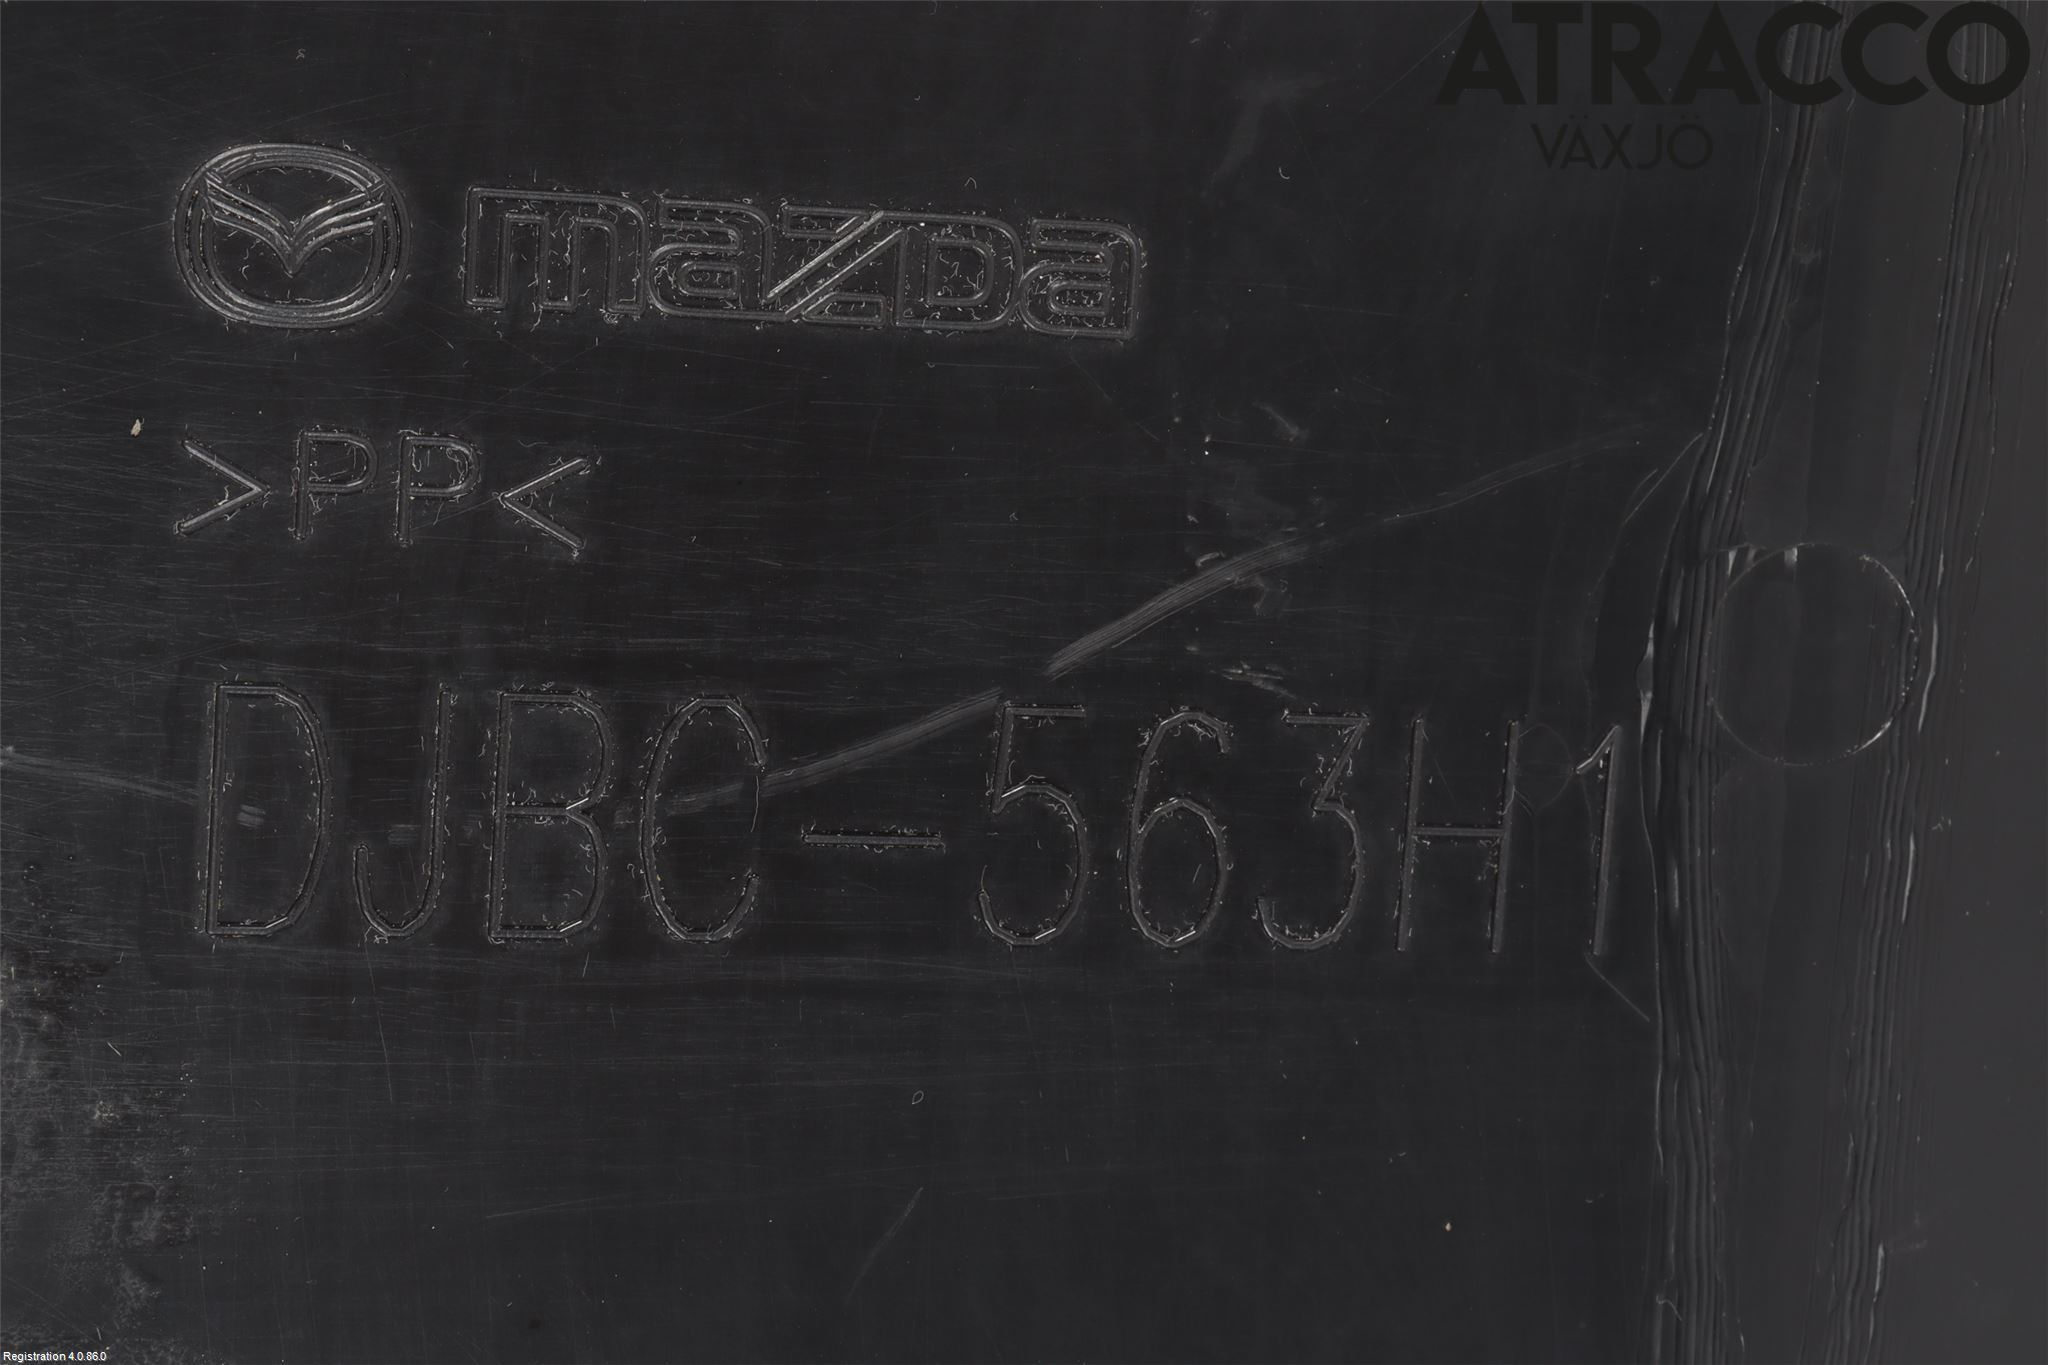 ATRACCO
VÄXJÖ
mazda
>PP<
DJBC-563H1
Registration 4.0.86.0